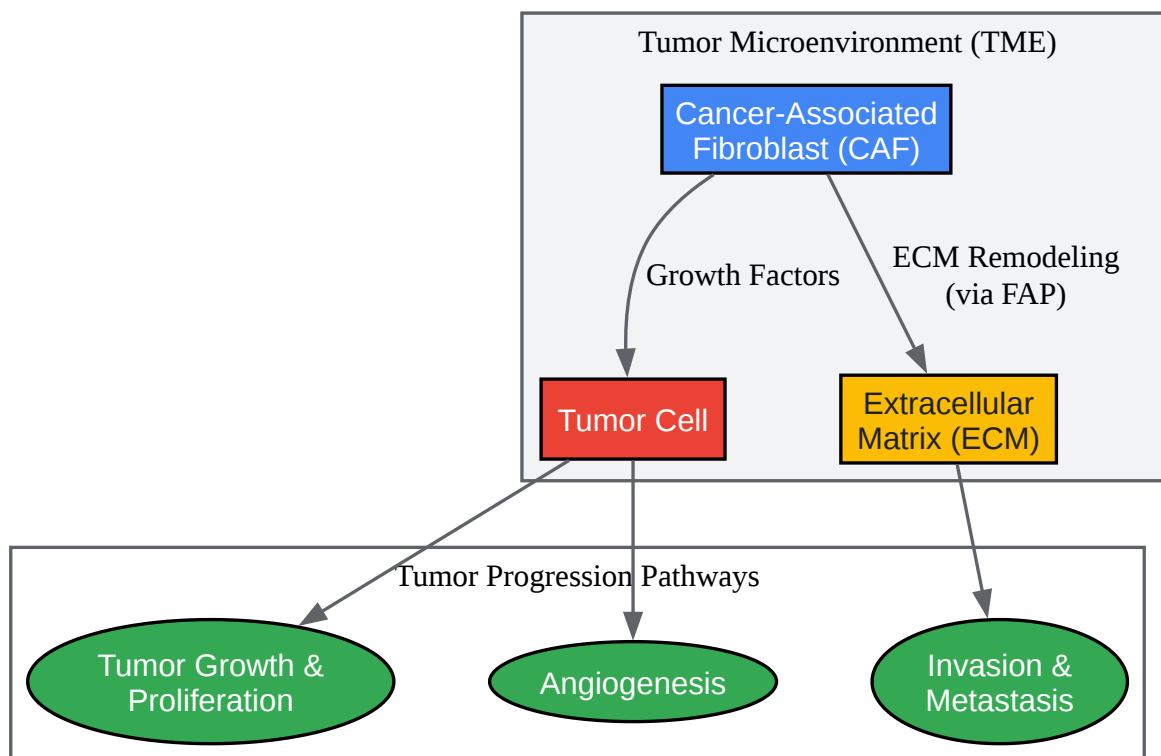 Tumor Microenvironment (TME)
Cancer-Associated
Fibroblast (CAF)
Growth Factors
ECM Remodeling
(via FAP)
Tumor Cell
Extracellular
Matrix (ECM)
Tumor Progression Pathways
Tumor Growth &
Proliferation
Angiogenesis
Invasion &
Metastasis